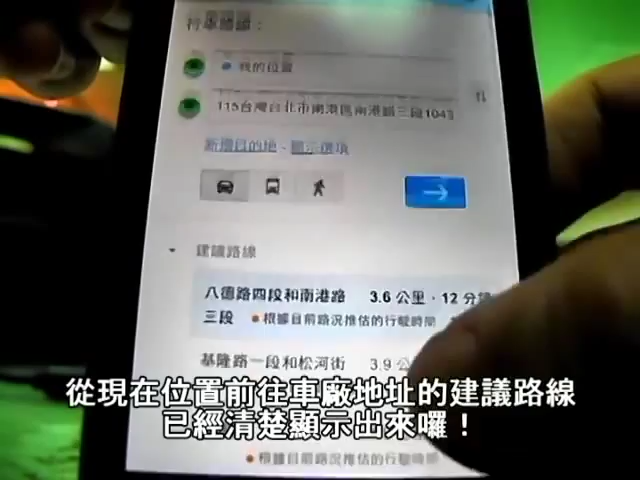 行車路線：
我的位置
115台灣台北市南港區南港路三段104
新增目的地 - 顯示選項
建議路線
八德路四段和南港路 3.6 公里，12 分鐘
三段 ●根據目前路況推估的行駛時間
基隆路一段和松河街 3.9 公
從現在位置前往車廠地址的建議路線
已經清楚顯示出來囉！
●根據目前路況推估的行駛時間